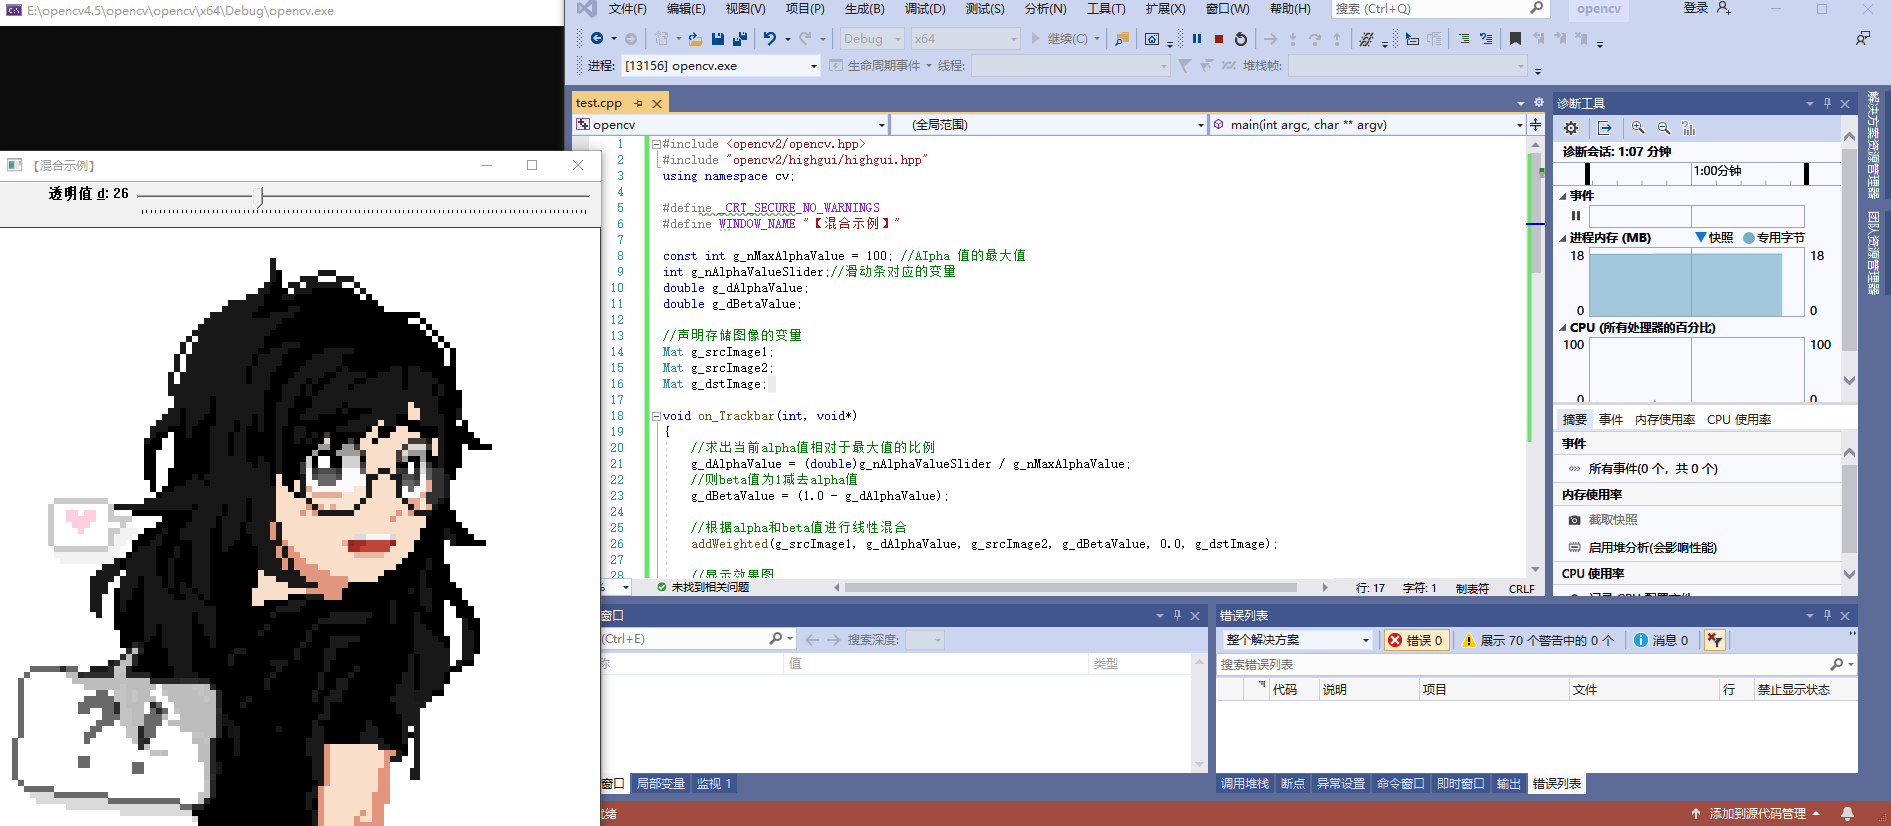 E:\opencv4.5\opencv\opencv\x64\Debug\opencv.exe
文件(F) 编辑(E) 视图(V) 项目(P) 生成(B) 调试(D) 测试(S) 分析(N) 工具(T) 扩展(X) 窗口(W) 帮助(H) 搜索 (Ctrl+Q) opencv 登录
Debug x64 继续(C)
进程: [13156] opencv.exe 生命周期事件 线程: 堆栈帧:
test.cpp
opencv (全局范围) main(int argc, char ** argv)
1 #include <opencv2/opencv.hpp>
2 #include "opencv2/highgui/highgui.hpp"
3 using namespace cv;
4
5 #define _CRT_SECURE_NO_WARNINGS
6 #define WINDOW_NAME "【混合示例】"
7
8 const int g_nMaxAlphaValue = 100; //AIpha 值的最大值
9 int g_nAlphaValueSlider;//滑动条对应的变量
10 double g_dAlphaValue;
11 double g_dBetaValue;
12
13 //声明存储图像的变量
14 Mat g_srcImage1;
15 Mat g_srcImage2;
16 Mat g_dstImage;
17
18 void on_Trackbar(int, void*)
19 {
20 //求出当前alpha值相对于最大值的比例
21 g_dAlphaValue = (double)g_nAlphaValueSlider / g_nMaxAlphaValue;
22 //则beta值为1减去alpha值
23 g_dBetaValue = (1.0 - g_dAlphaValue);
24
25 //根据alpha和beta值进行线性混合
26 addWeighted(g_srcImage1, g_dAlphaValue, g_srcImage2, g_dBetaValue, 0.0, g_dstImage);
27
28 //显示效果图
% 未找到相关问题 行: 17 字符: 1 制表符 CRLF
【混合示例】
透明值 d: 26
诊断工具
诊断会话: 1:07 分钟
1:00分钟
事件
进程内存 (MB) 快照 专用字节
18 18
0 0
CPU (所有处理器的百分比)
100 100
0 0
摘要 事件 内存使用率 CPU 使用率
事件
所有事件(0 个，共 0 个)
内存使用率
截取快照
启用堆分析(会影响性能)
CPU 使用率
记录 CPU 配置文件
解决方案资源管理器
团队资源管理器
窗口
(Ctrl+E) 搜索深度:
称 值 类型
窗口 局部变量 监视 1
错误列表
整个解决方案 错误 0 展示 70 个警告中的 0 个 消息 0
搜索错误列表
代码 说明 项目 文件 行 禁止显示状态
调用堆栈 断点 异常设置 命令窗口 即时窗口 输出 错误列表
就绪 添加到源代码管理